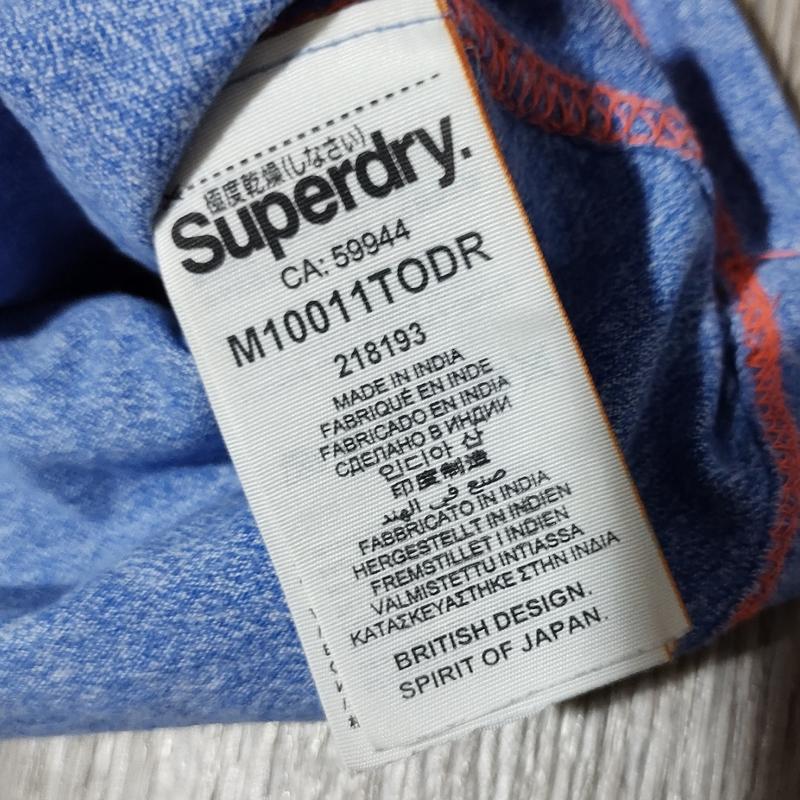 極度乾燥(しなさい)
Superdry.
CA: 59944
M10011TODR
218193
MADE IN INDIA
FABRIQUÉ EN INDE
FABRICADO EN INDIA
СДЕЛАНО В ИНДИИ
인디아 산
印度製造
صنع في الهند
FABBRICATO IN INDIA
HERGESTELLT IN INDIEN
FREMSTILLET I INDIEN
VALMISTETTU INTIASSA
ΚΑΤΑΣΚΕΥΑΣΤΗΚΕ ΣΤΗΝ ΙΝΔΙΑ
BRITISH DESIGN.
SPIRIT OF JAPAN.